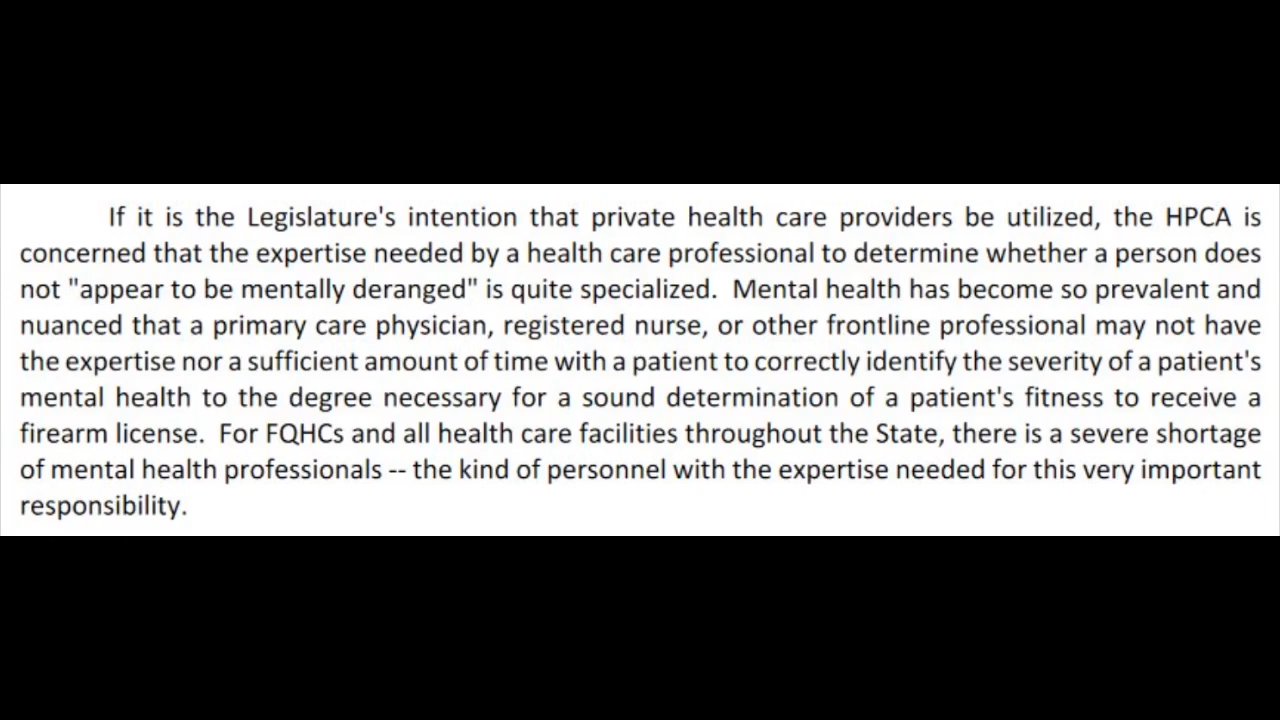 If it is the Legislature's intention that private health care providers be utilized, the HPCA is
concerned that the expertise needed by a health care professional to determine whether a person does
not "appear to be mentally deranged" is quite specialized.  Mental health has become so prevalent and
nuanced that a primary care physician, registered nurse, or other frontline professional may not have
the expertise nor a sufficient amount of time with a patient to correctly identify the severity of a patient's
mental health to the degree necessary for a sound determination of a patient's fitness to receive a
firearm license.  For FQHCs and all health care facilities throughout the State, there is a severe shortage
of mental health professionals -- the kind of personnel with the expertise needed for this very important
responsibility.